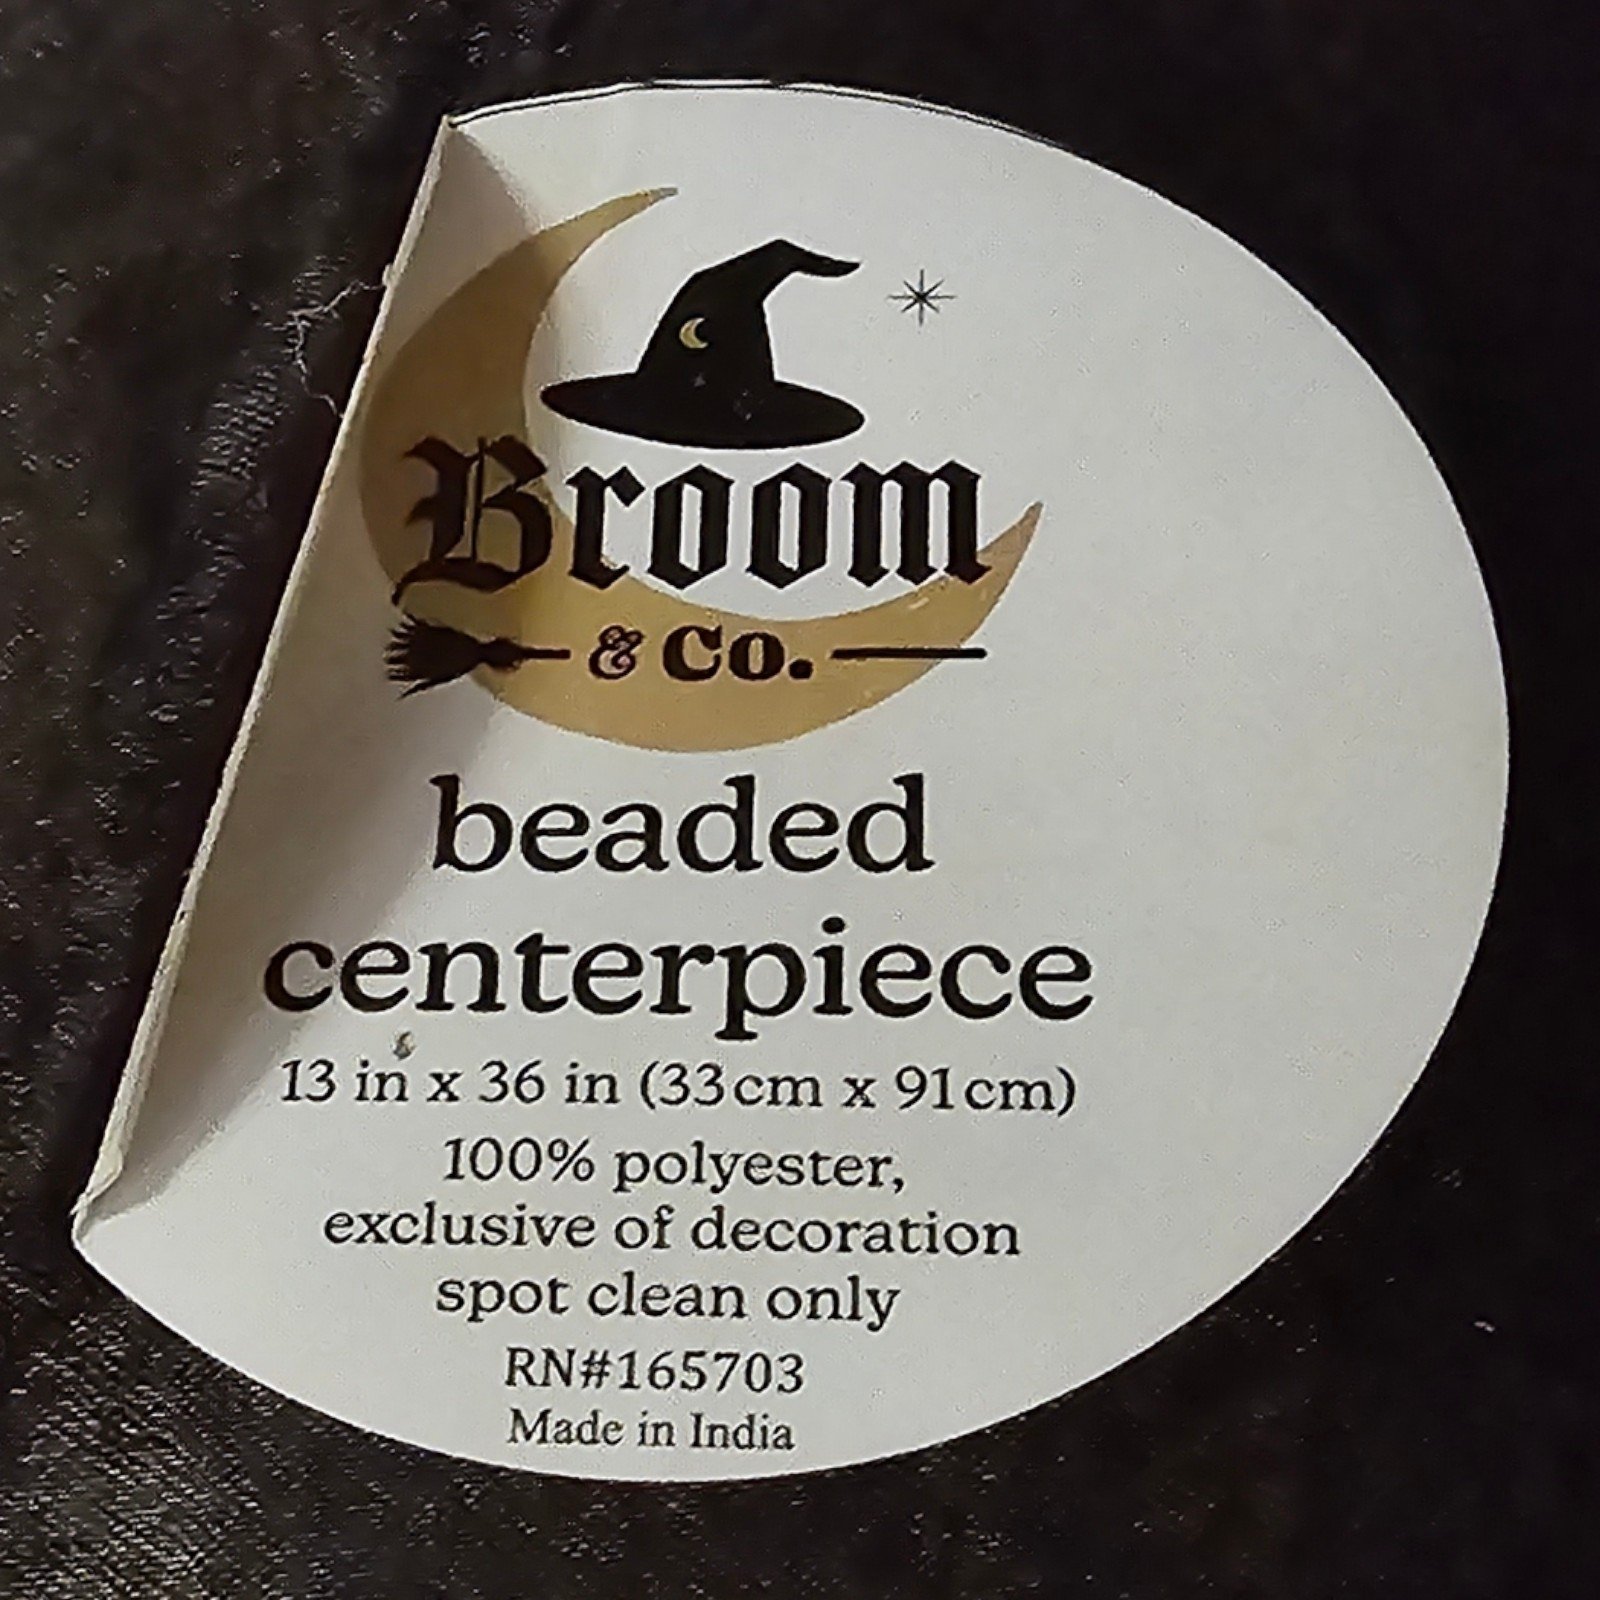 Broom
& Co.
beaded
centerpiece
13 in x 36 in (33cm x 91cm)
100% polyester,
exclusive of decoration
spot clean only
RN#165703
Made in India